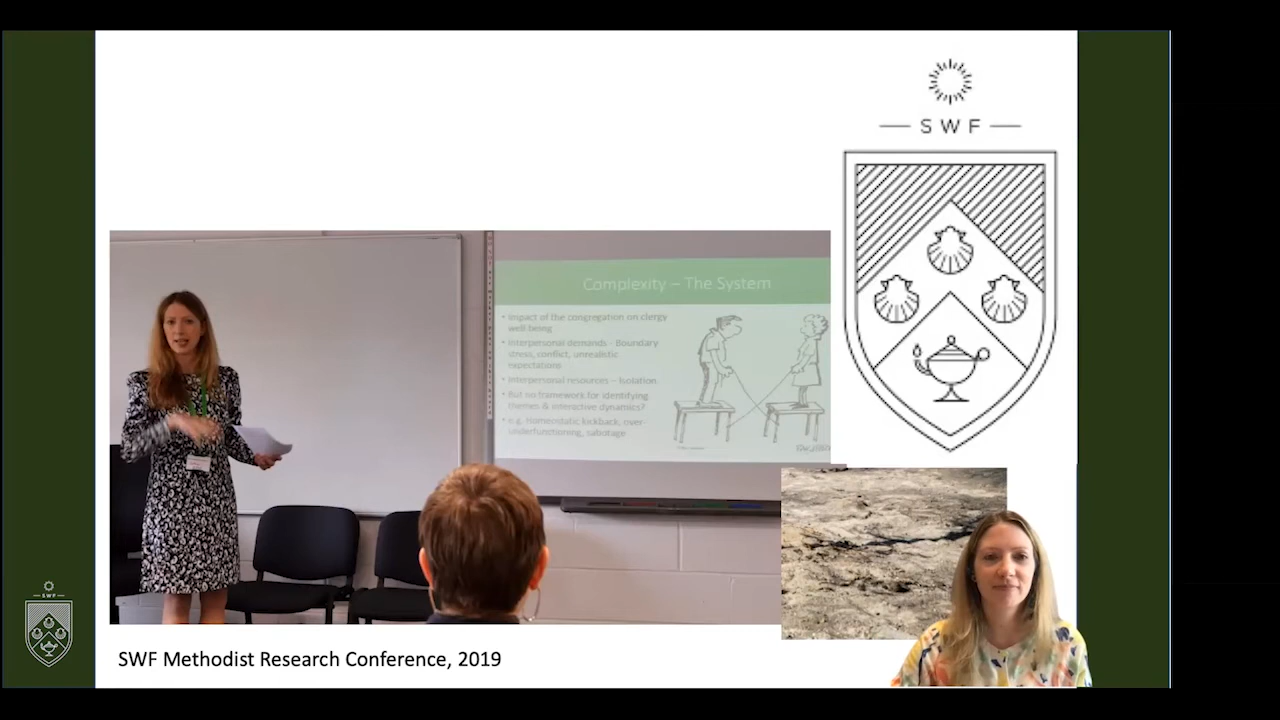 SWF
Complexity – The System
• Impact of the congregation on clergy
well being
• Interpersonal demands - Boundary
stress, conflict, unrealistic
expectations
• Interpersonal resources – Isolation
• But no framework for identifying
themes & interactive dynamics?
• e.g. Homeostatic kickback, over-
underfunctioning, sabotage
SWF
SWF Methodist Research Conference, 2019